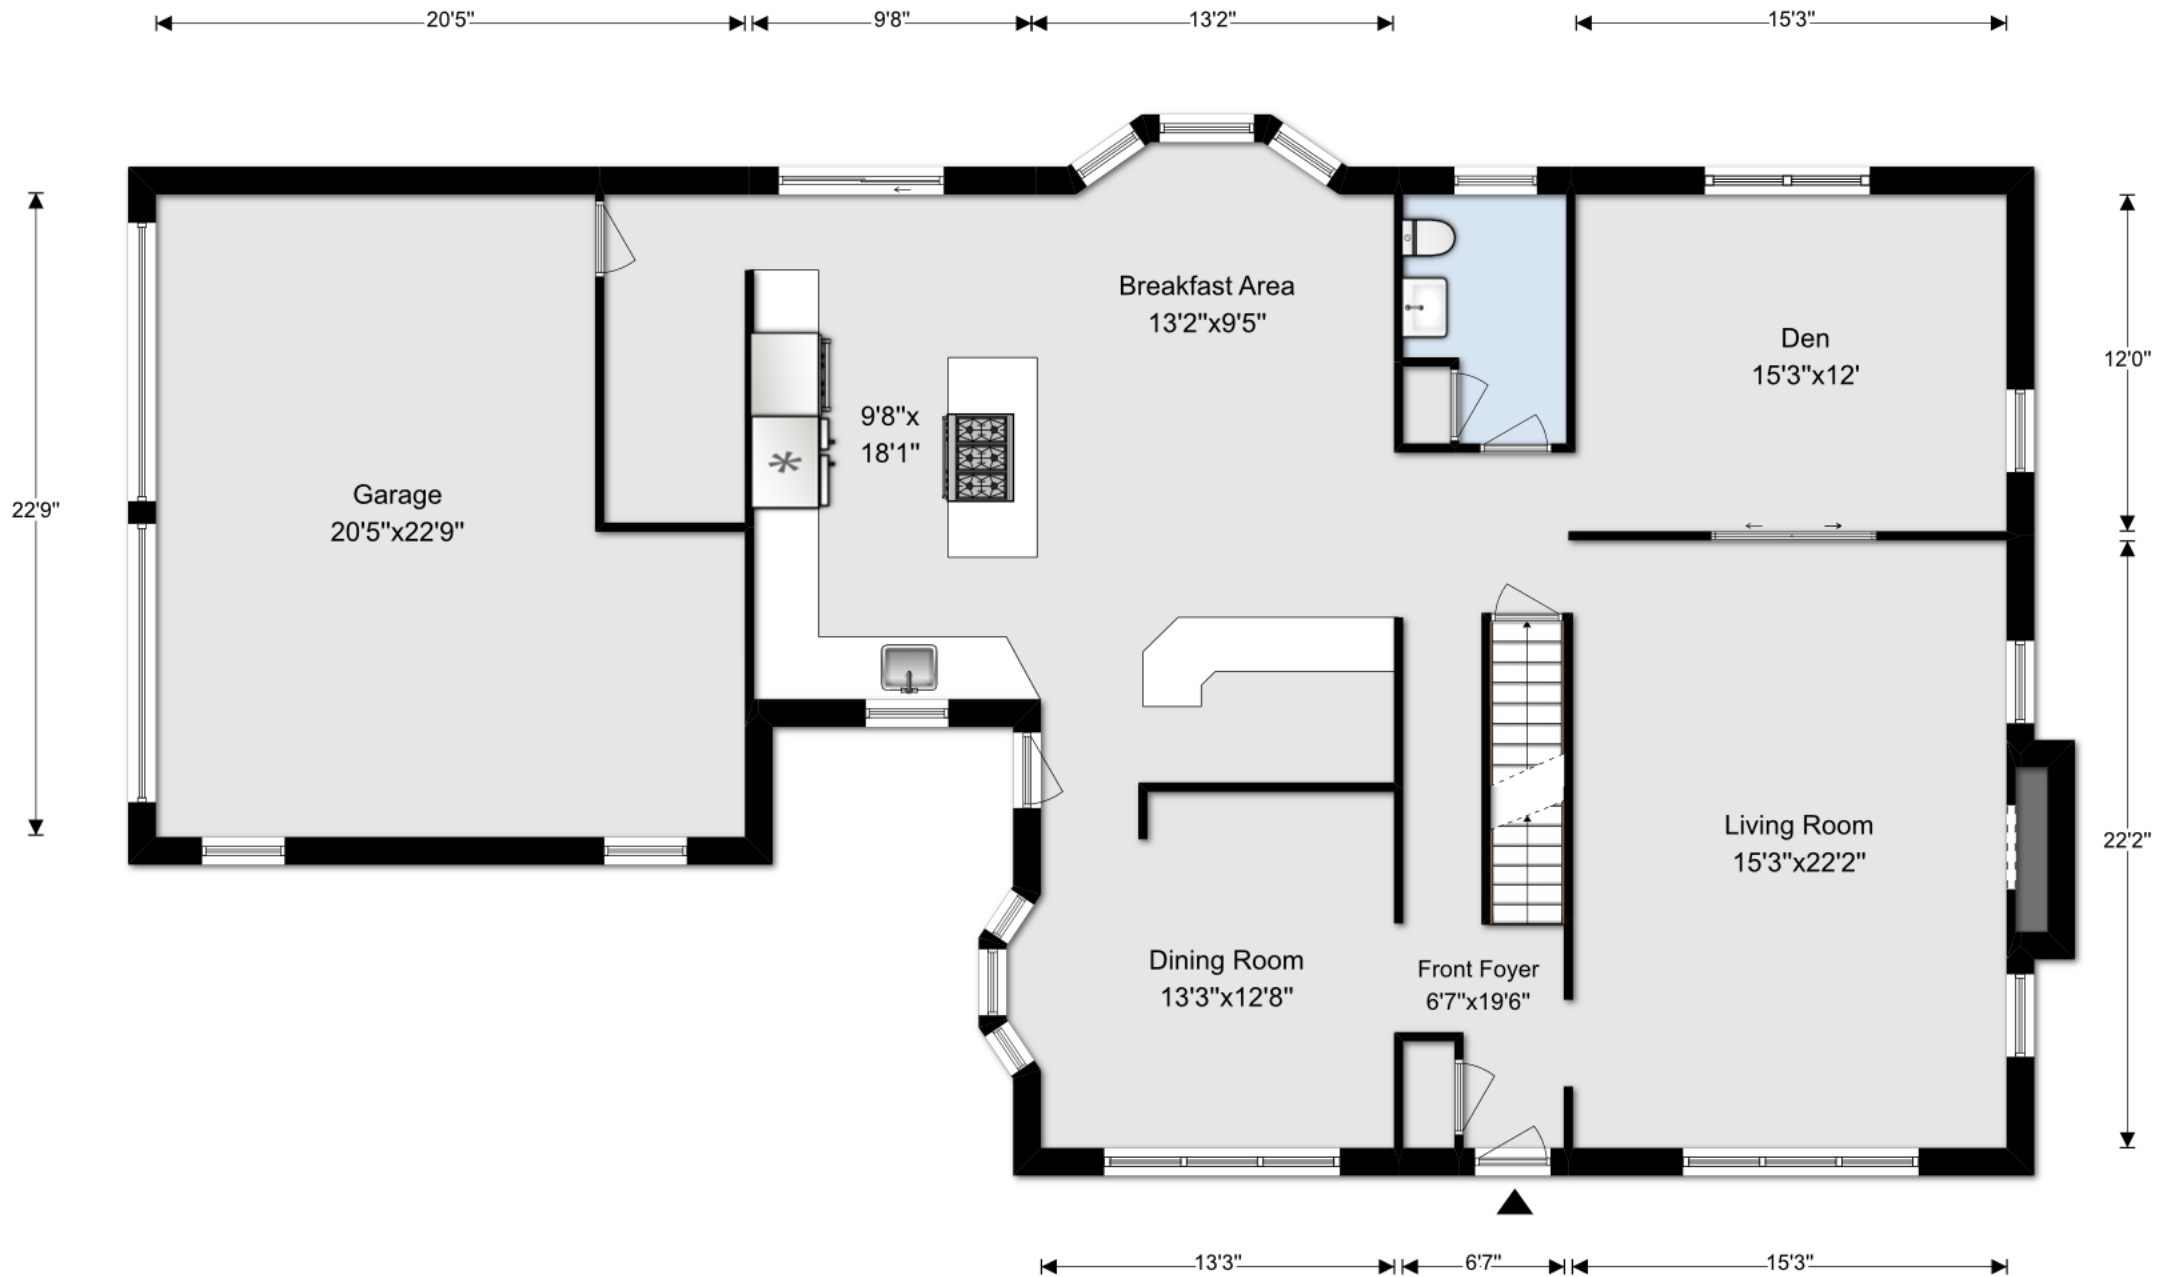 20'5"
9'8"
13'2"
15'3"
Breakfast Area
13'2"x9'5"
Den
15'3"x12'
12'0"
9'8"x
18'1"
Garage
20'5"x22'9"
22'9"
Living Room
15'3"x22'2"
22'2"
Dining Room
13'3"x12'8"
Front Foyer
6'7"x19'6"
13'3"
6'7"
15'3"